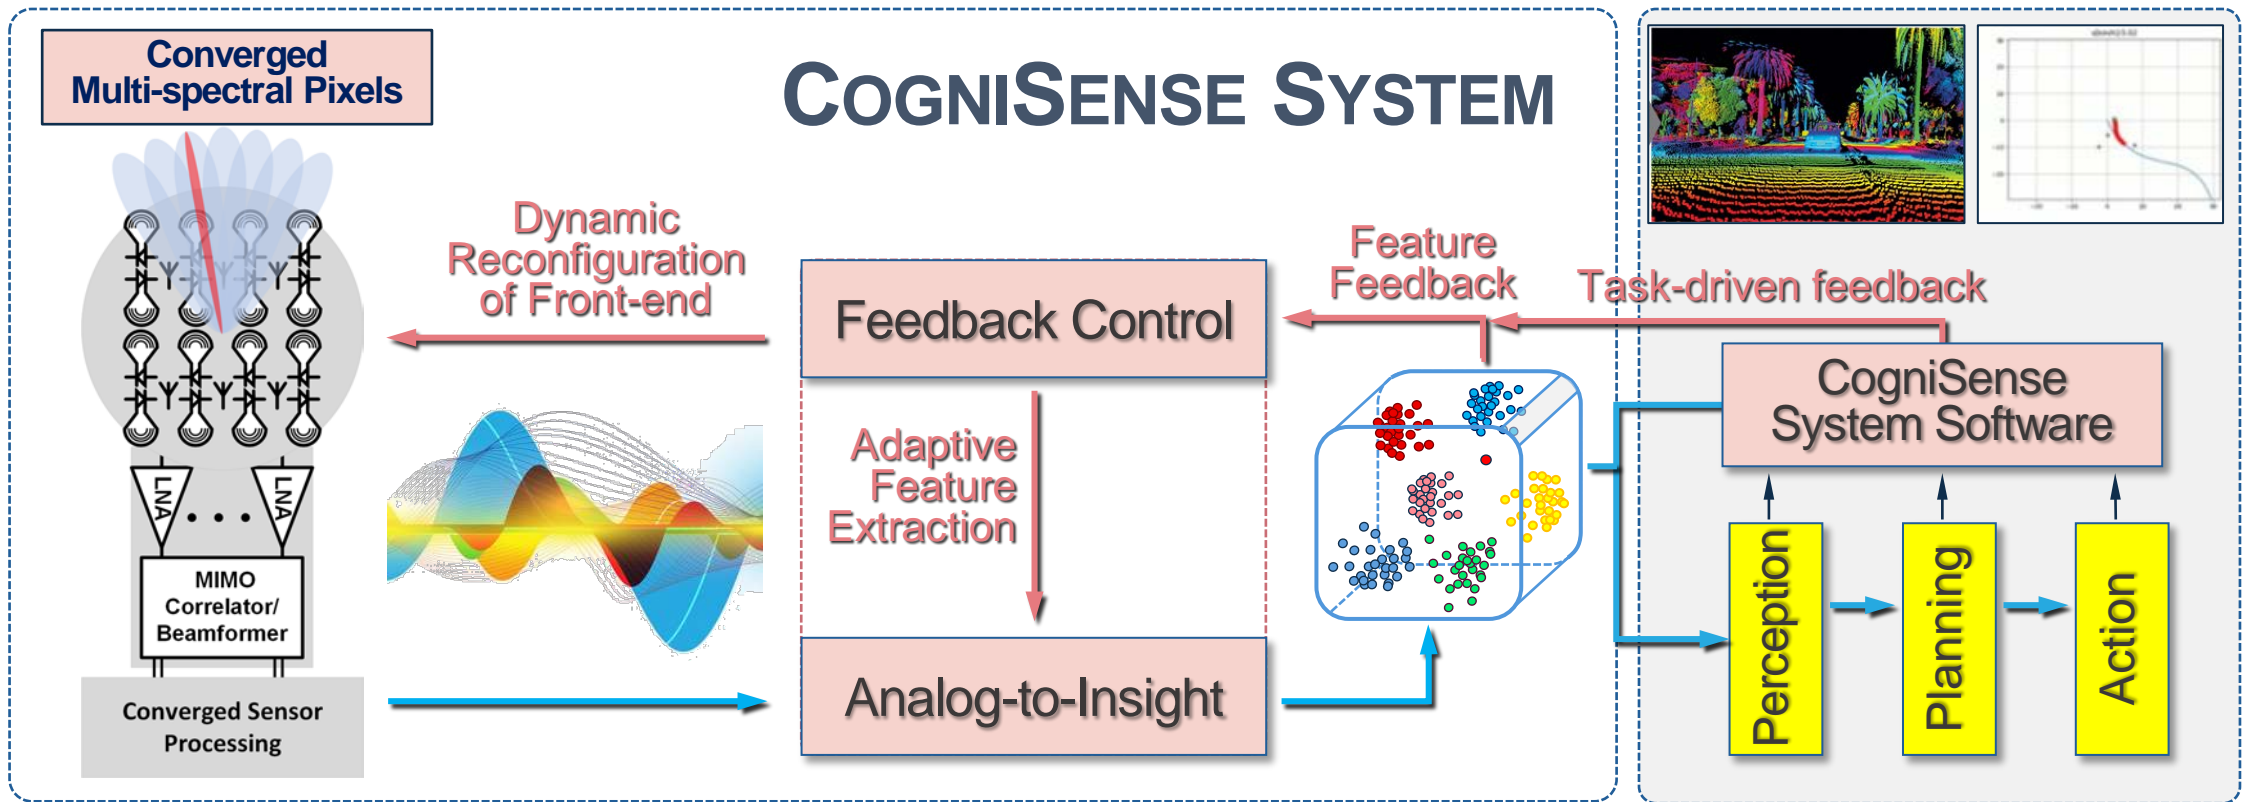 Converged
Multi-spectral Pixels
COGNISENSE SYSTEM
Dynamic
Reconfiguration
of Front-end
Feature
Feedback
Task-driven feedback
Feedback Control
CogniSense
System Software
Adaptive
Feature
Extraction
LNA
LNA
MIMO
Correlator/
Beamformer
Converged Sensor
Processing
Analog-to-Insight
Perception
Planning
Action